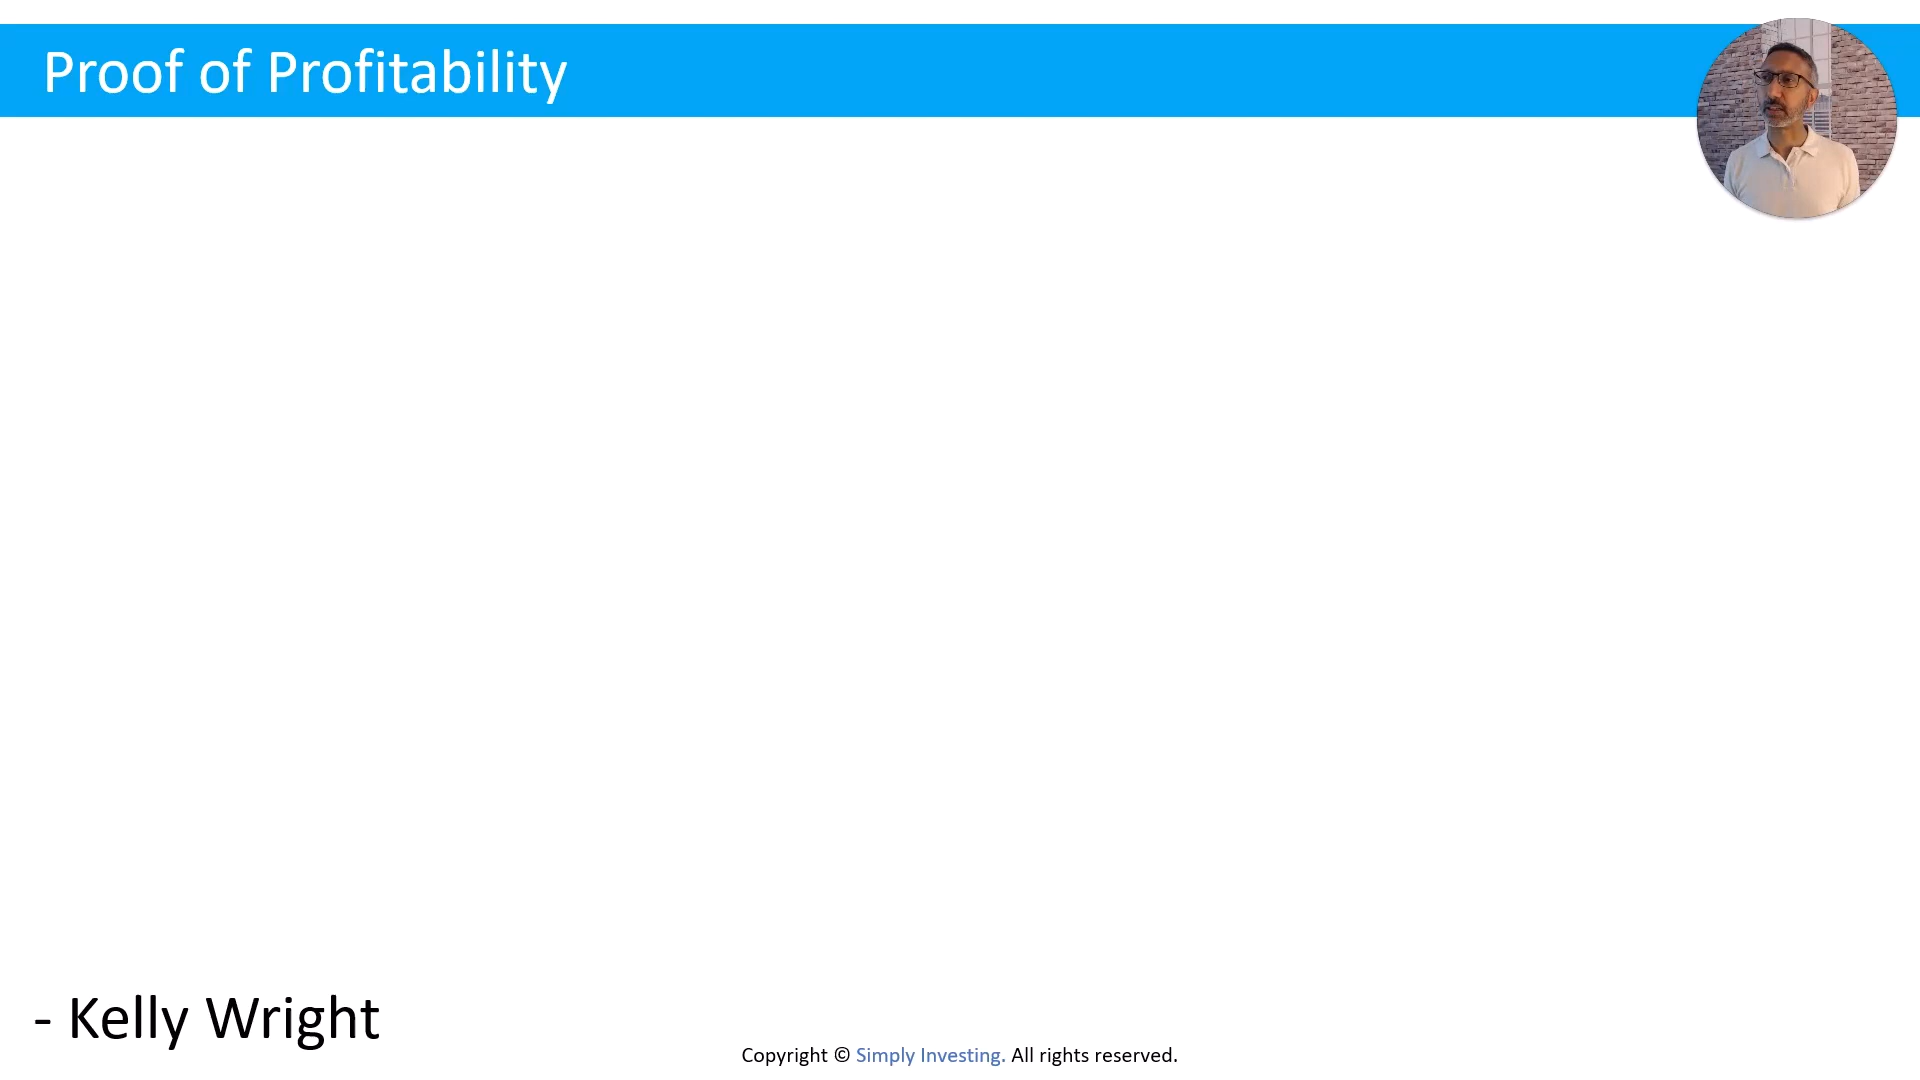 Proof of Profitability
- Kelly Wright
Copyright © Simply Investing. All rights reserved.